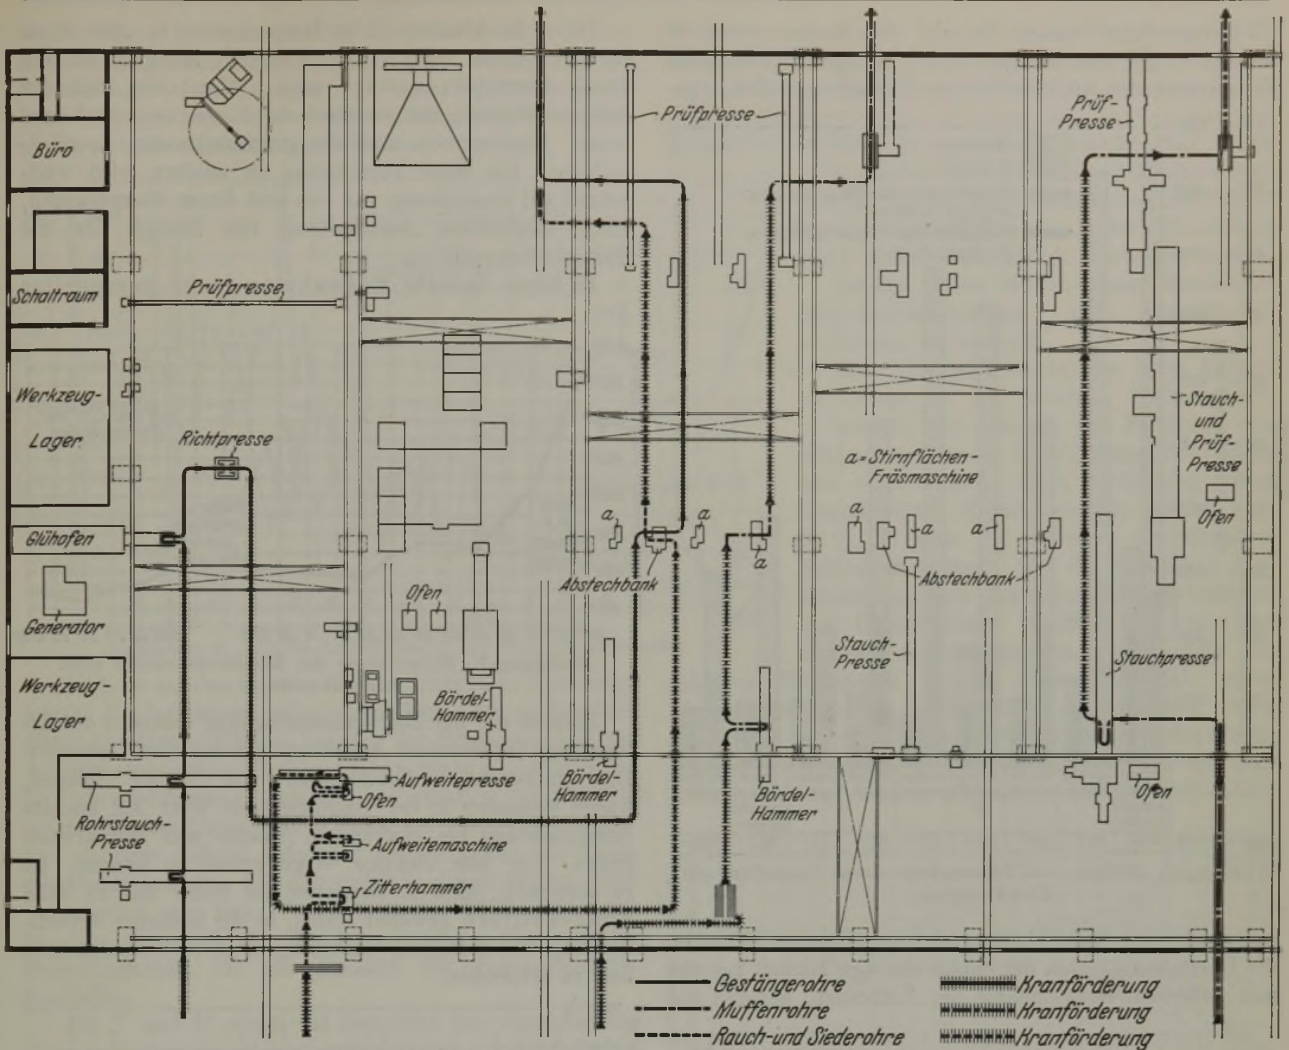 Büro
Prüfpresse
Prüf-
Presse
Schaltraum
Prüfpresse
Werkzeug-
Lager
Richtpresse
a = Stirnflächen-
Fräsmaschine
Stauch-
und
Prüf-
Presse
Ofen
Glühofen
a
a
a
a
a
Abstechbank
Abstechbank
a
Generator
Ofen
Stauch-
Presse
Stauchpresse
Werkzeug-
Lager
Bördel-
Hammer
Aufweitepresse
Ofen
Bördel-
Hammer
Bördel-
Hammer
Ofen
Rohrstauch-
Presse
Aufweitemaschine
Zitterhammer
Gestängerohre
Kranförderung
Muffenrohre
Kranförderung
Rauch-und Siederohre
Kranförderung